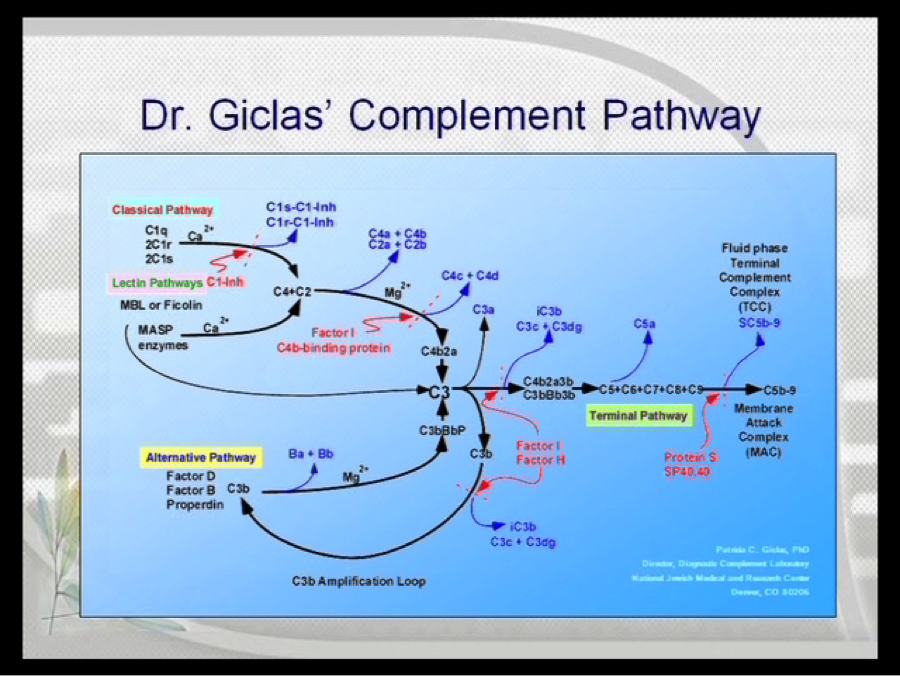 Dr. Giclas' Complement Pathway
Classical Pathway
C1q
2C1r
2C1s
Ca2+
C1s-C1-Inh
C1r-C1-Inh
C1-Inh
Lectin Pathways
MBL or Ficolin
MASP
enzymes
Ca2+
C4+C2
C4a + C4b
C2a + C2b
Mg2+
C4c + C4d
Factor I
C4b-binding protein
C4b2a
C3a
iC3b
C3c + C3dg
C3
C4b2a3b
C3bBb3b
C5a
C5+C6+C7+C8+C9
Terminal Pathway
Fluid phase
Terminal
Complement
Complex
(TCC)
SC5b-9
C5b-9
Membrane
Attack
Complex
(MAC)
Protein S
SP40,40
C3bBbP
C3b
Factor I
Factor H
Alternative Pathway
Factor D
Factor B
Properdin
C3b
Ba + Bb
Mg2+
iC3b
C3c + C3dg
C3b Amplification Loop
Patricia C. Giclas, PhD
Director, Diagnostic Complement Laboratory
National Jewish Medical and Research Center
Denver, CO 80206